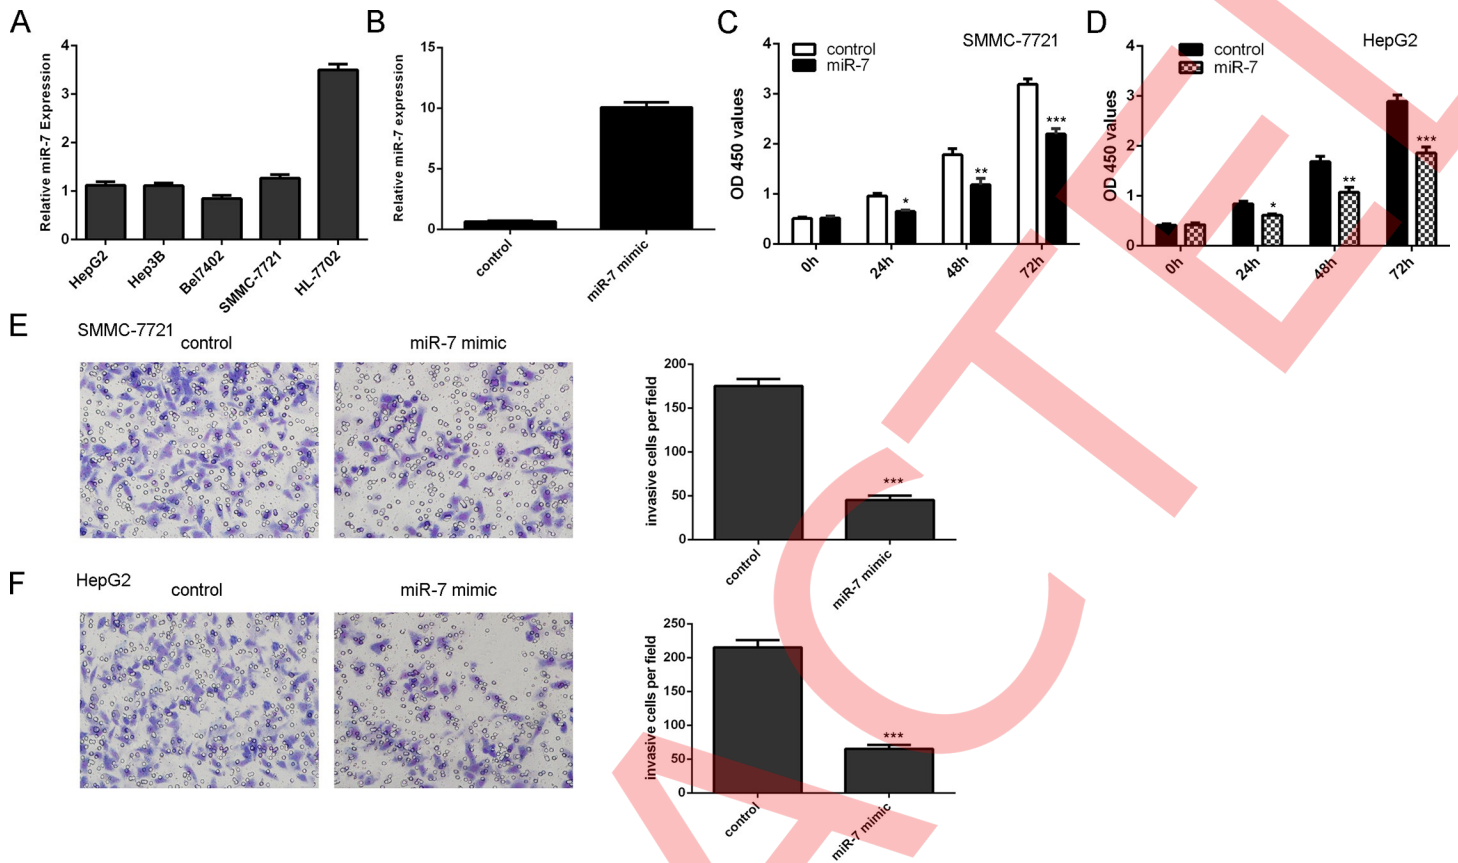 A
Relative miR-7 Expression
4
3
2
1
0
HepG2
Hep3B
Bel7402
SMMC-7721
HL-7702
B
Relative miR-7 expression
15
10
5
0
control
miR-7 mimic
C
SMMC-7721
control
miR-7
OD 450 values
4
3
2
1
0
*
**
***
0h
24h
48h
72h
D
HepG2
control
miR-7
OD 450 values
4
3
2
1
0
*
**
***
0h
24h
48h
72h
E
SMMC-7721
control
miR-7 mimic
invasive cells per field
200
150
100
50
0
***
control
miR-7 mimic
F
HepG2
control
miR-7 mimic
invasive cells per field
250
200
150
100
50
0
***
control
miR-7 mimic
ACTE